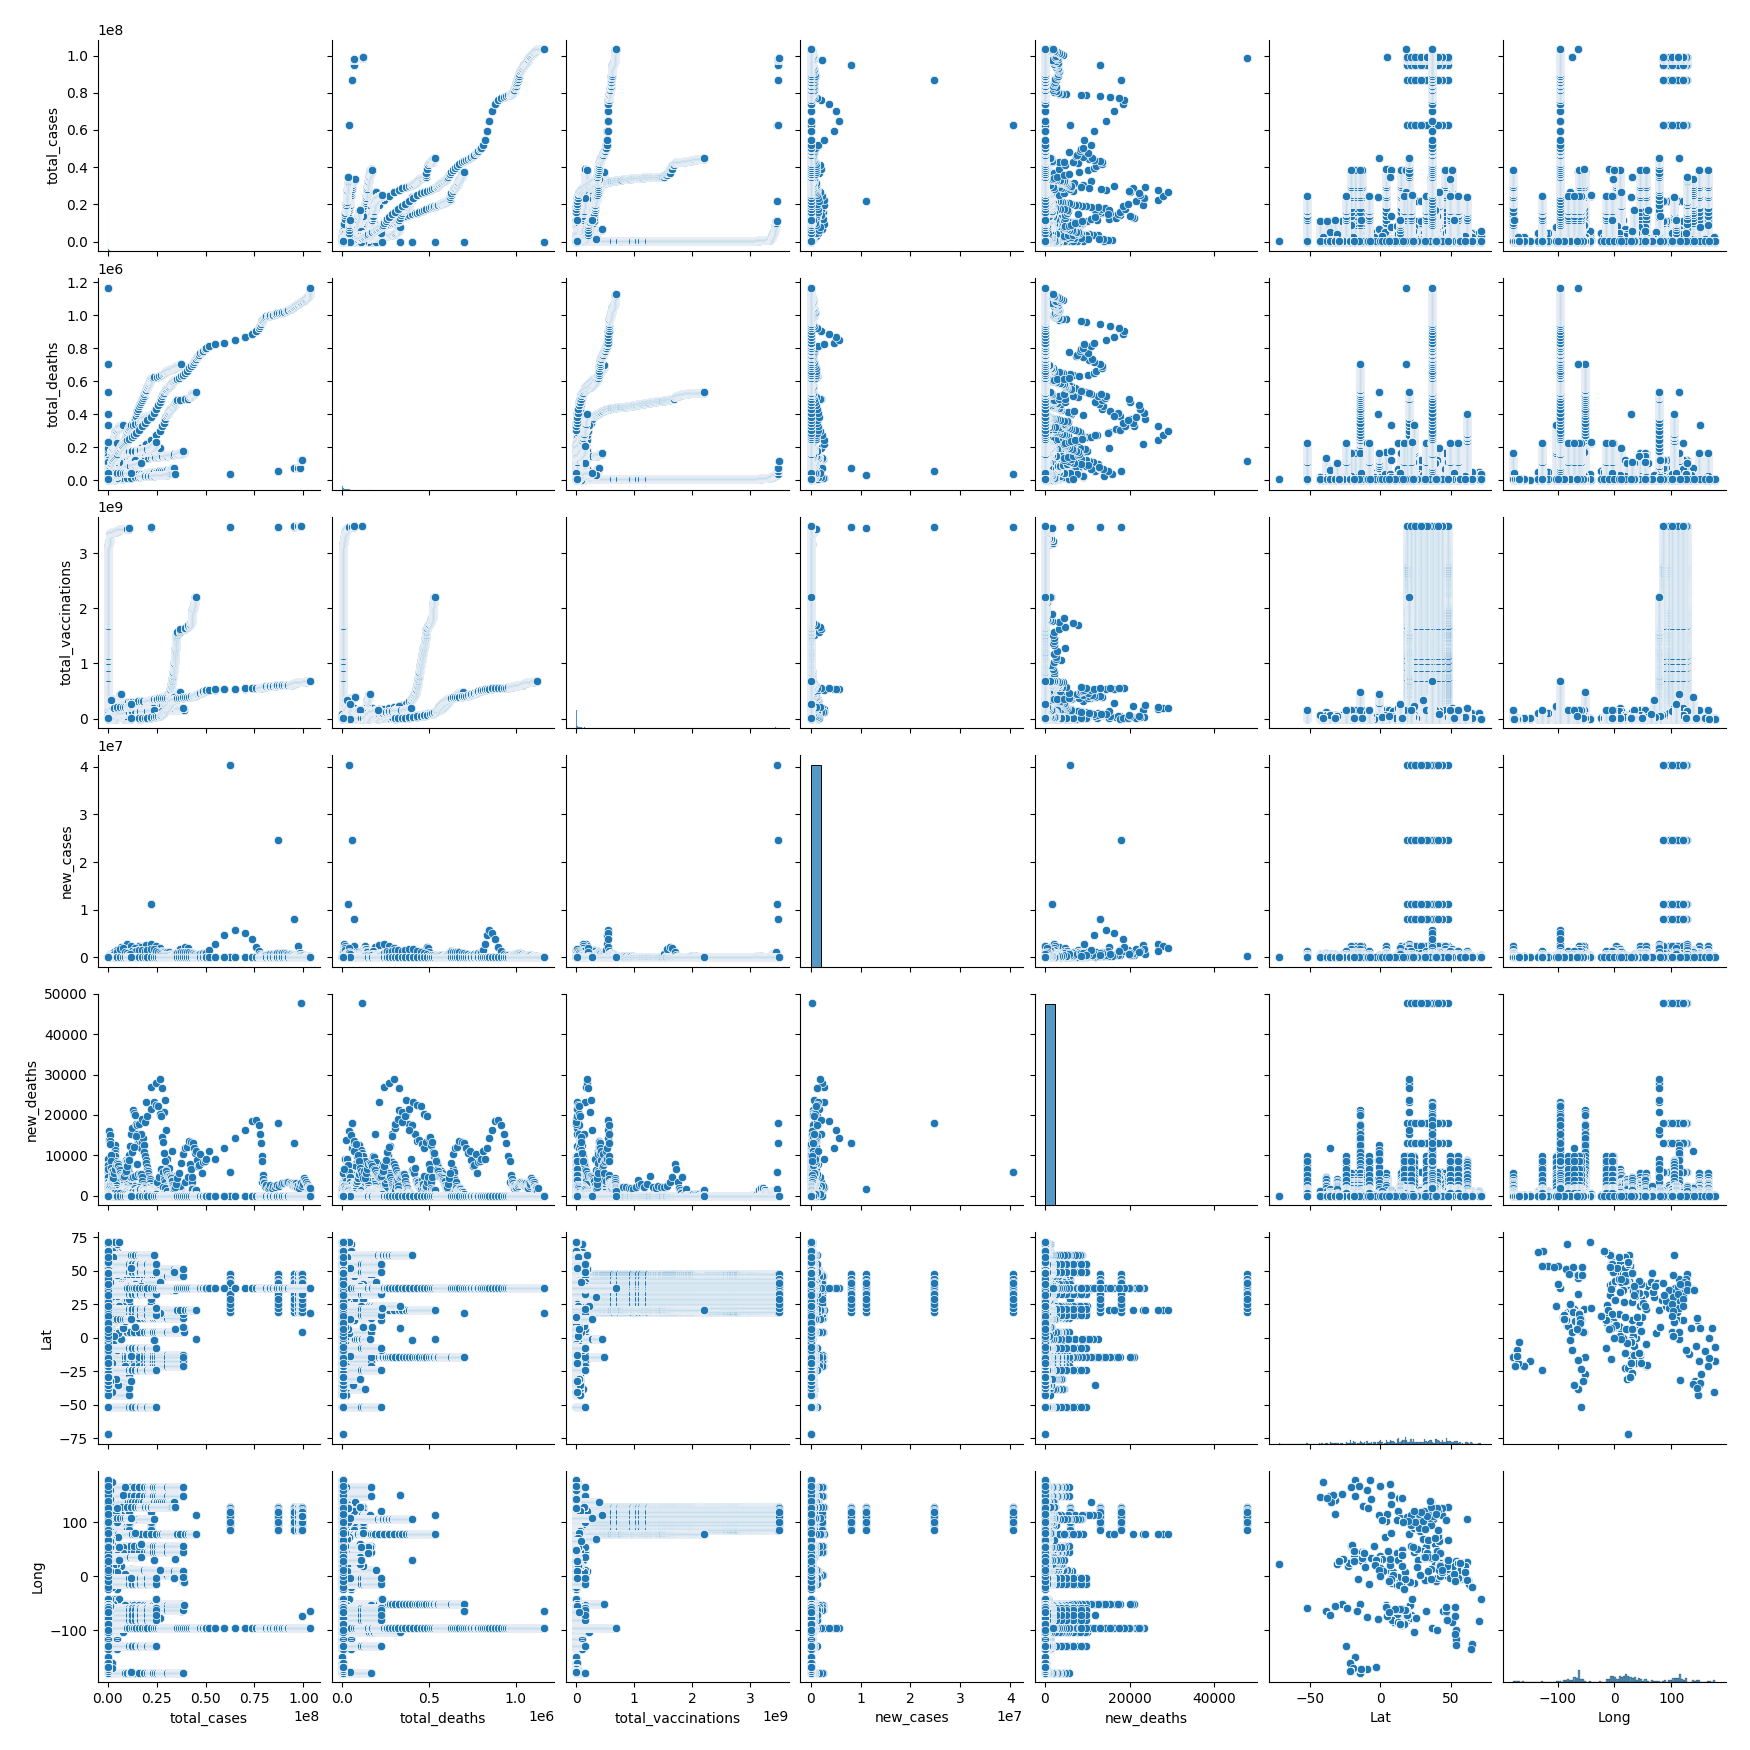 1e8
1.0
0.8
0.6
0.4
0.2
0.0
total_cases
1e6
1.2
1.0
0.8
0.6
0.4
0.2
0.0
total_deaths
1e9
3
2
1
0
total_vaccinations
1e7
4
3
2
1
0
new_cases
50000
40000
30000
20000
10000
0
new_deaths
75
50
25
0
−25
−50
−75
Lat
100
0
−100
Long
0.00 0.25 0.50 0.75 1.00
total_cases 1e8
0.0 0.5 1.0
total_deaths 1e6
0 1 2 3
total_vaccinations 1e9
0 1 2 3 4
new_cases 1e7
0 20000 40000
new_deaths
−50 0 50
Lat
−100 0 100
Long